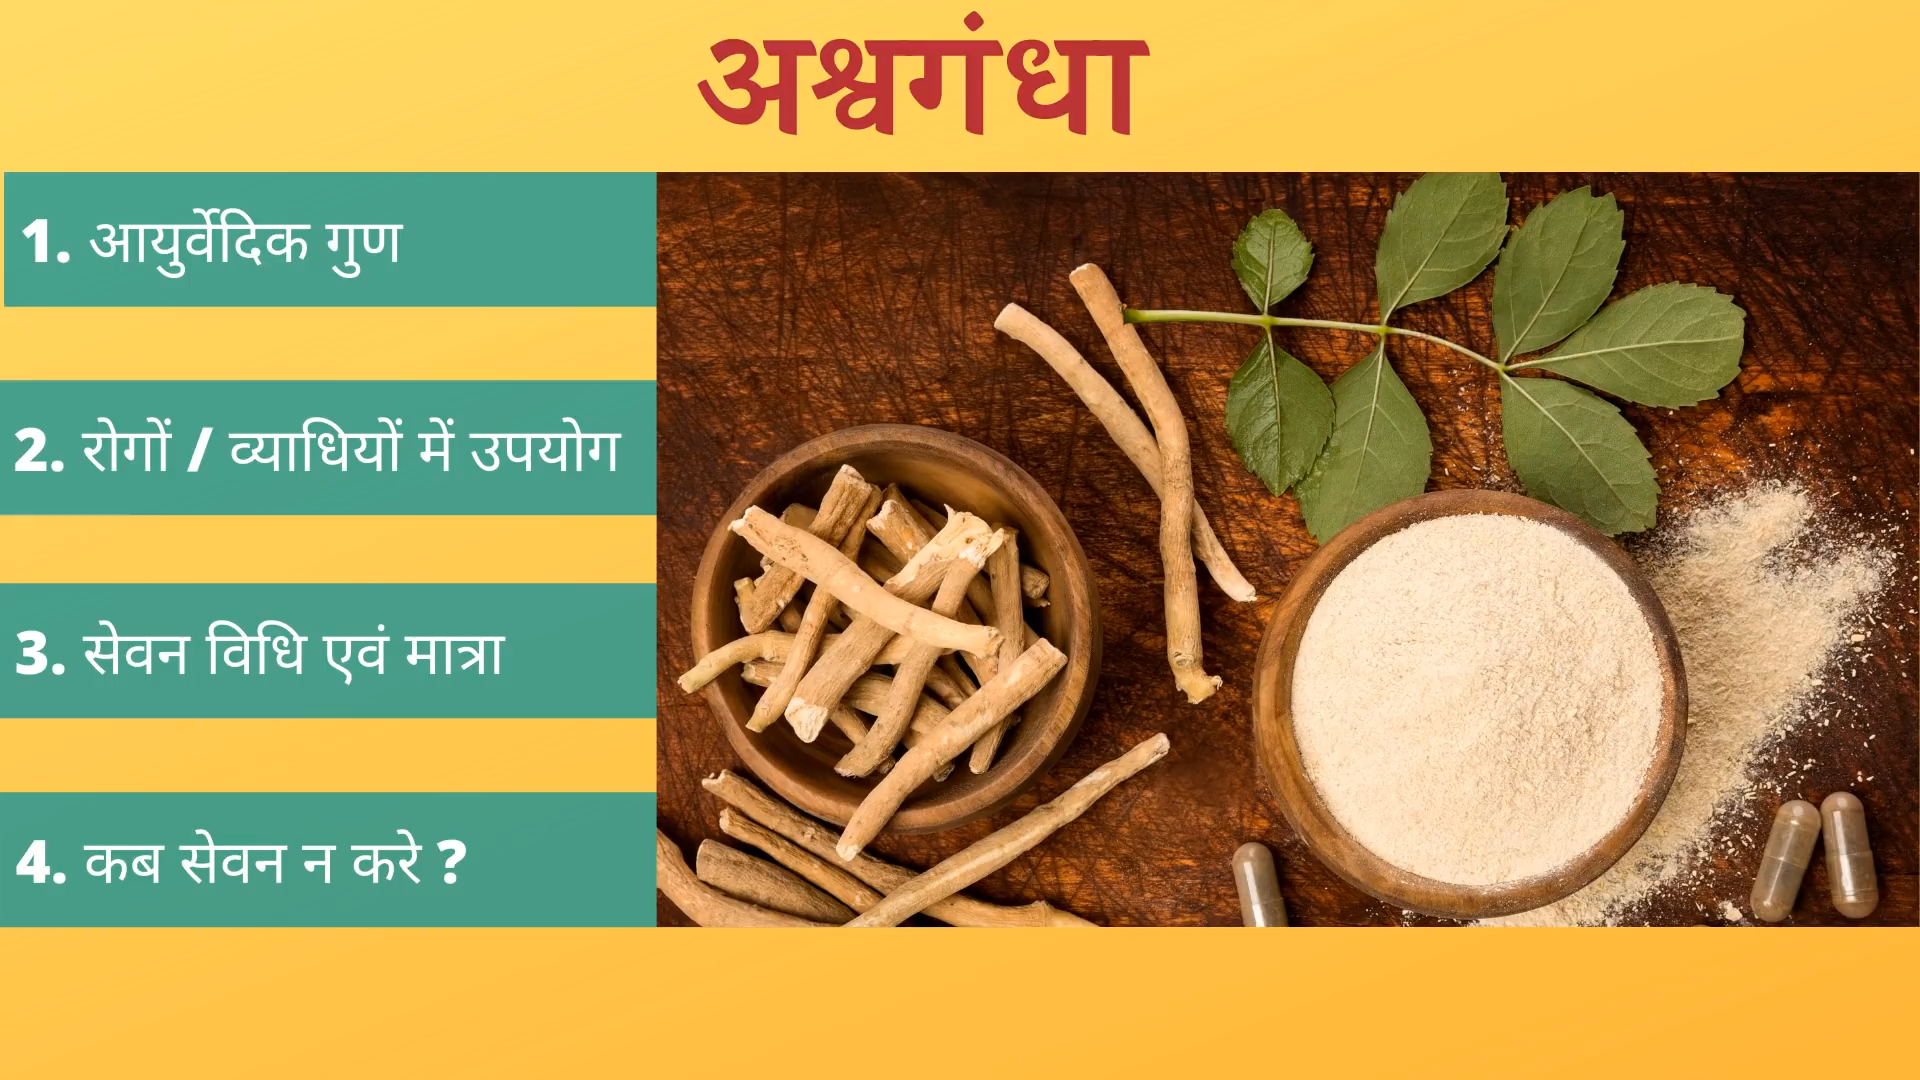 अश्वगंधा
1. आयुर्वेदिक गुण
2. रोगों / व्याधियों में उपयोग
3. सेवन विधि एवं मात्रा
4. कब सेवन न करे ?